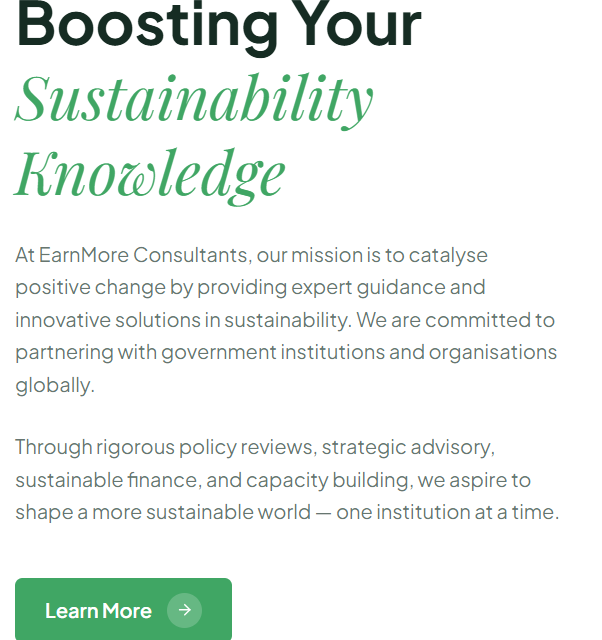 Boosting Your
Sustainability
Knowledge
At EarnMore Consultants, our mission is to catalyse
positive change by providing expert guidance and
innovative solutions in sustainability. We are committed to
partnering with government institutions and organisations
globally.
Through rigorous policy reviews, strategic advisory,
sustainable finance, and capacity building, we aspire to
shape a more sustainable world — one institution at a time.
Learn More